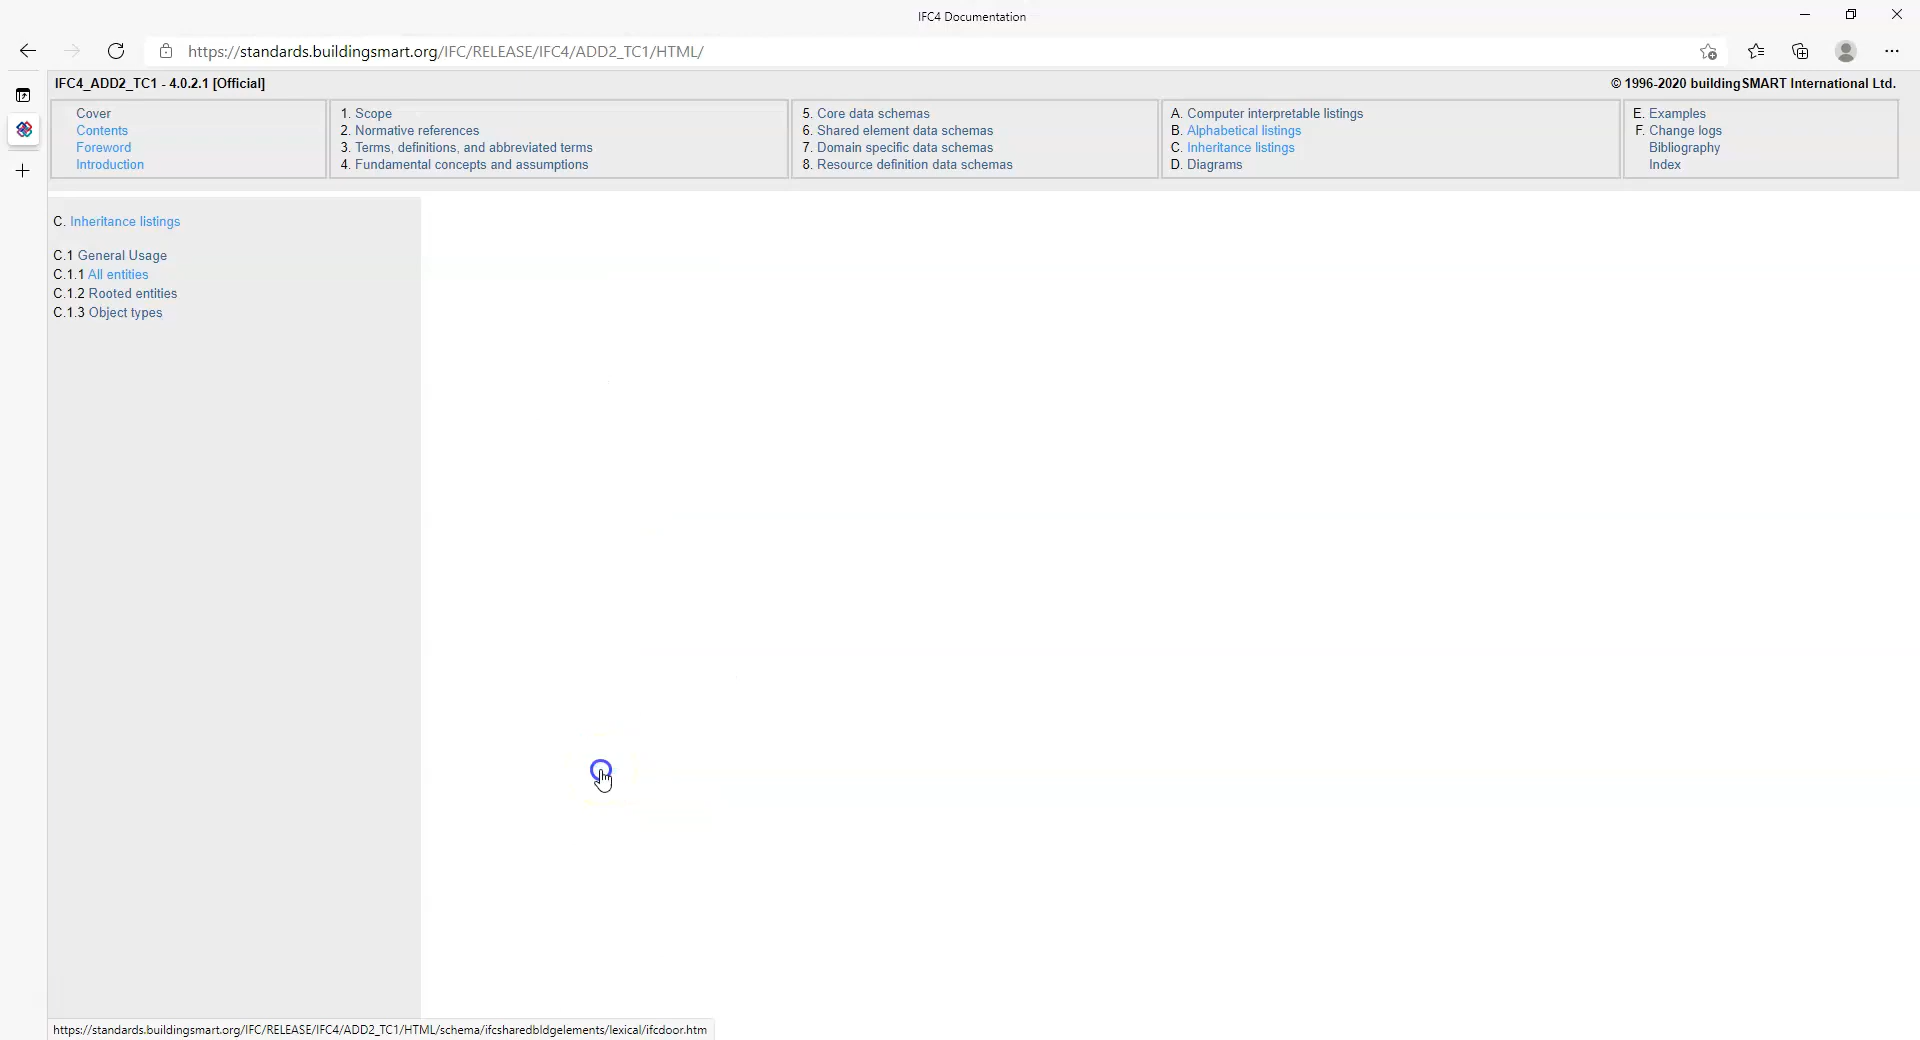 IFC4 Documentation
https://standards.buildingsmart.org/IFC/RELEASE/IFC4/ADD2_TC1/HTML/
IFC4_ADD2_TC1 - 4.0.2.1 [Official]
© 1996-2020 buildingSMART International Ltd.
Cover
Contents
Foreword
Introduction
1. Scope
2. Normative references
3. Terms, definitions, and abbreviated terms
4. Fundamental concepts and assumptions
5. Core data schemas
6. Shared element data schemas
7. Domain specific data schemas
8. Resource definition data schemas
A. Computer interpretable listings
B. Alphabetical listings
C. Inheritance listings
D. Diagrams
E. Examples
F. Change logs
Bibliography
Index
C. Inheritance listings
C.1 General Usage
C.1.1 All entities
C.1.2 Rooted entities
C.1.3 Object types
https://standards.buildingsmart.org/IFC/RELEASE/IFC4/ADD2_TC1/HTML/schema/ifcsharedbldgelements/lexical/ifcdoor.htm